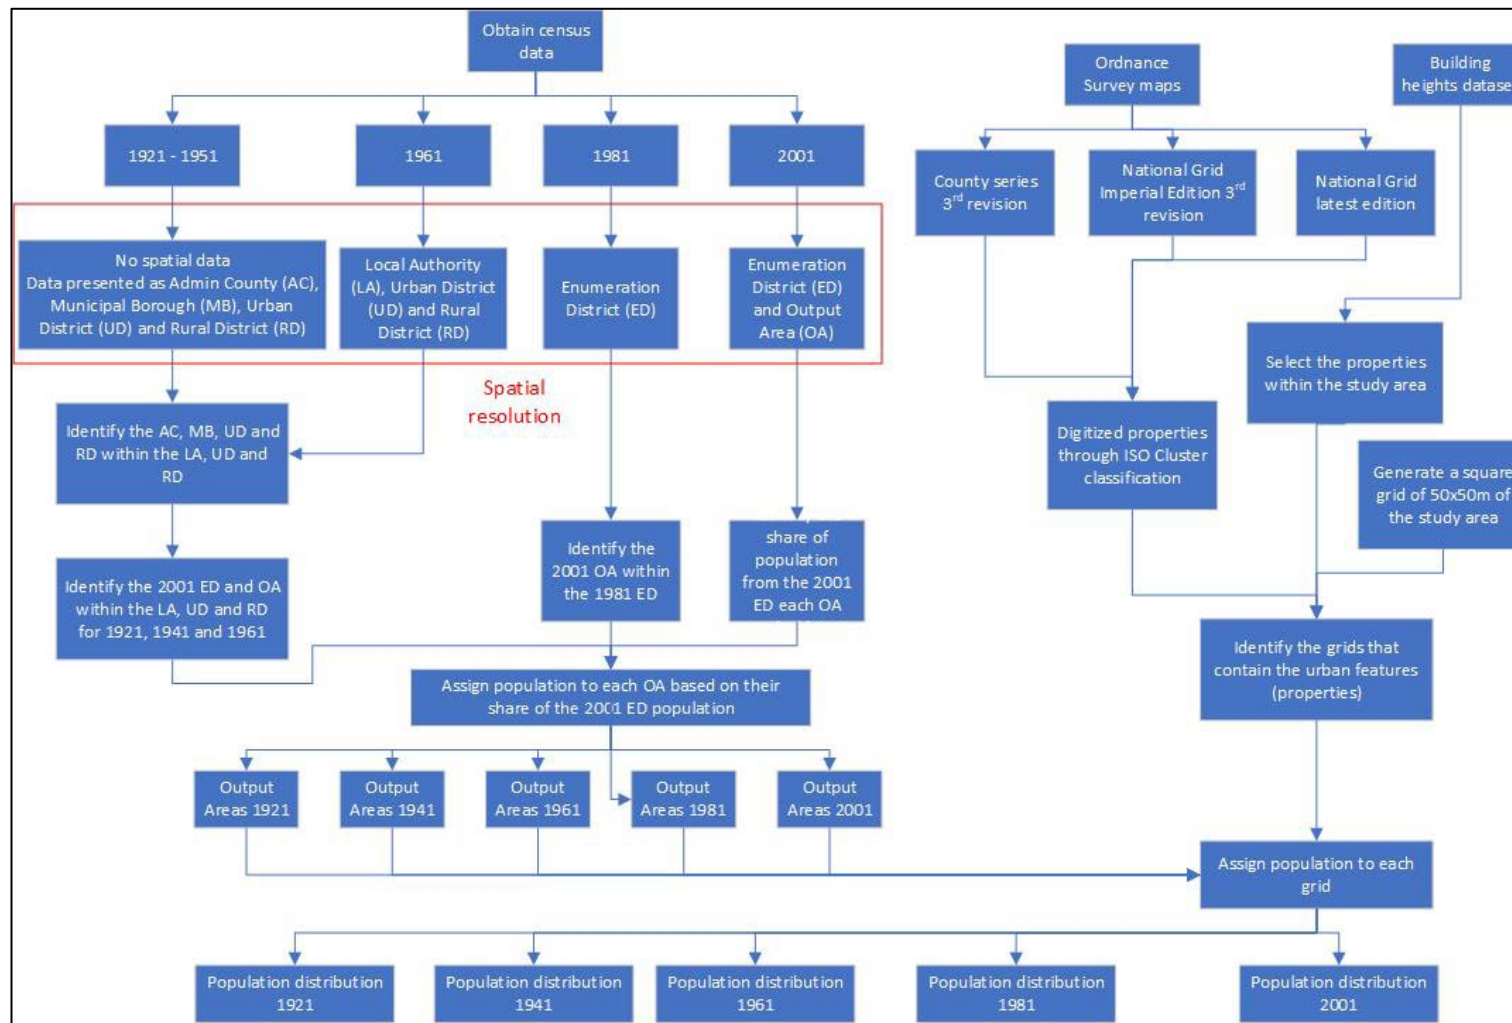 Obtain census
data
Ordnance
Survey maps
Building
heights datase
1921 - 1951
1961
1981
2001
County series
3rd revision
National Grid
Imperial Edition 3rd
revision
National Grid
latest edition
No spatial data
Data presented as Admin County (AC),
Municipal Borough (MB), Urban
District (UD) and Rural District (RD)
Local Authority
(LA), Urban District
(UD) and Rural
District (RD)
Enumeration
District (ED)
Enumeration
District (ED)
and Output
Area (OA)
Spatial
resolution
Select the properties
within the study area
Identify the AC, MB, UD and
RD within the LA, UD and
RD
Digitized properties
through ISO Cluster
classification
Generate a square
grid of 50x50m of
the study area
Identify the 2001 ED and OA
within the LA, UD and RD
for 1921, 1941 and 1961
Identify the
2001 OA within
the 1981 ED
share of
population
from the 2001
ED each OA
Identify the grids that
contain the urban features
(properties)
Assign population to each OA based on their
share of the 2001 ED population
Output
Areas 1921
Output
Areas 1941
Output
Areas 1961
Output
Areas 1981
Output
Areas 2001
Assign population to each
grid
Population distribution
1921
Population distribution
1941
Population distribution
1961
Population distribution
1981
Population distribution
2001